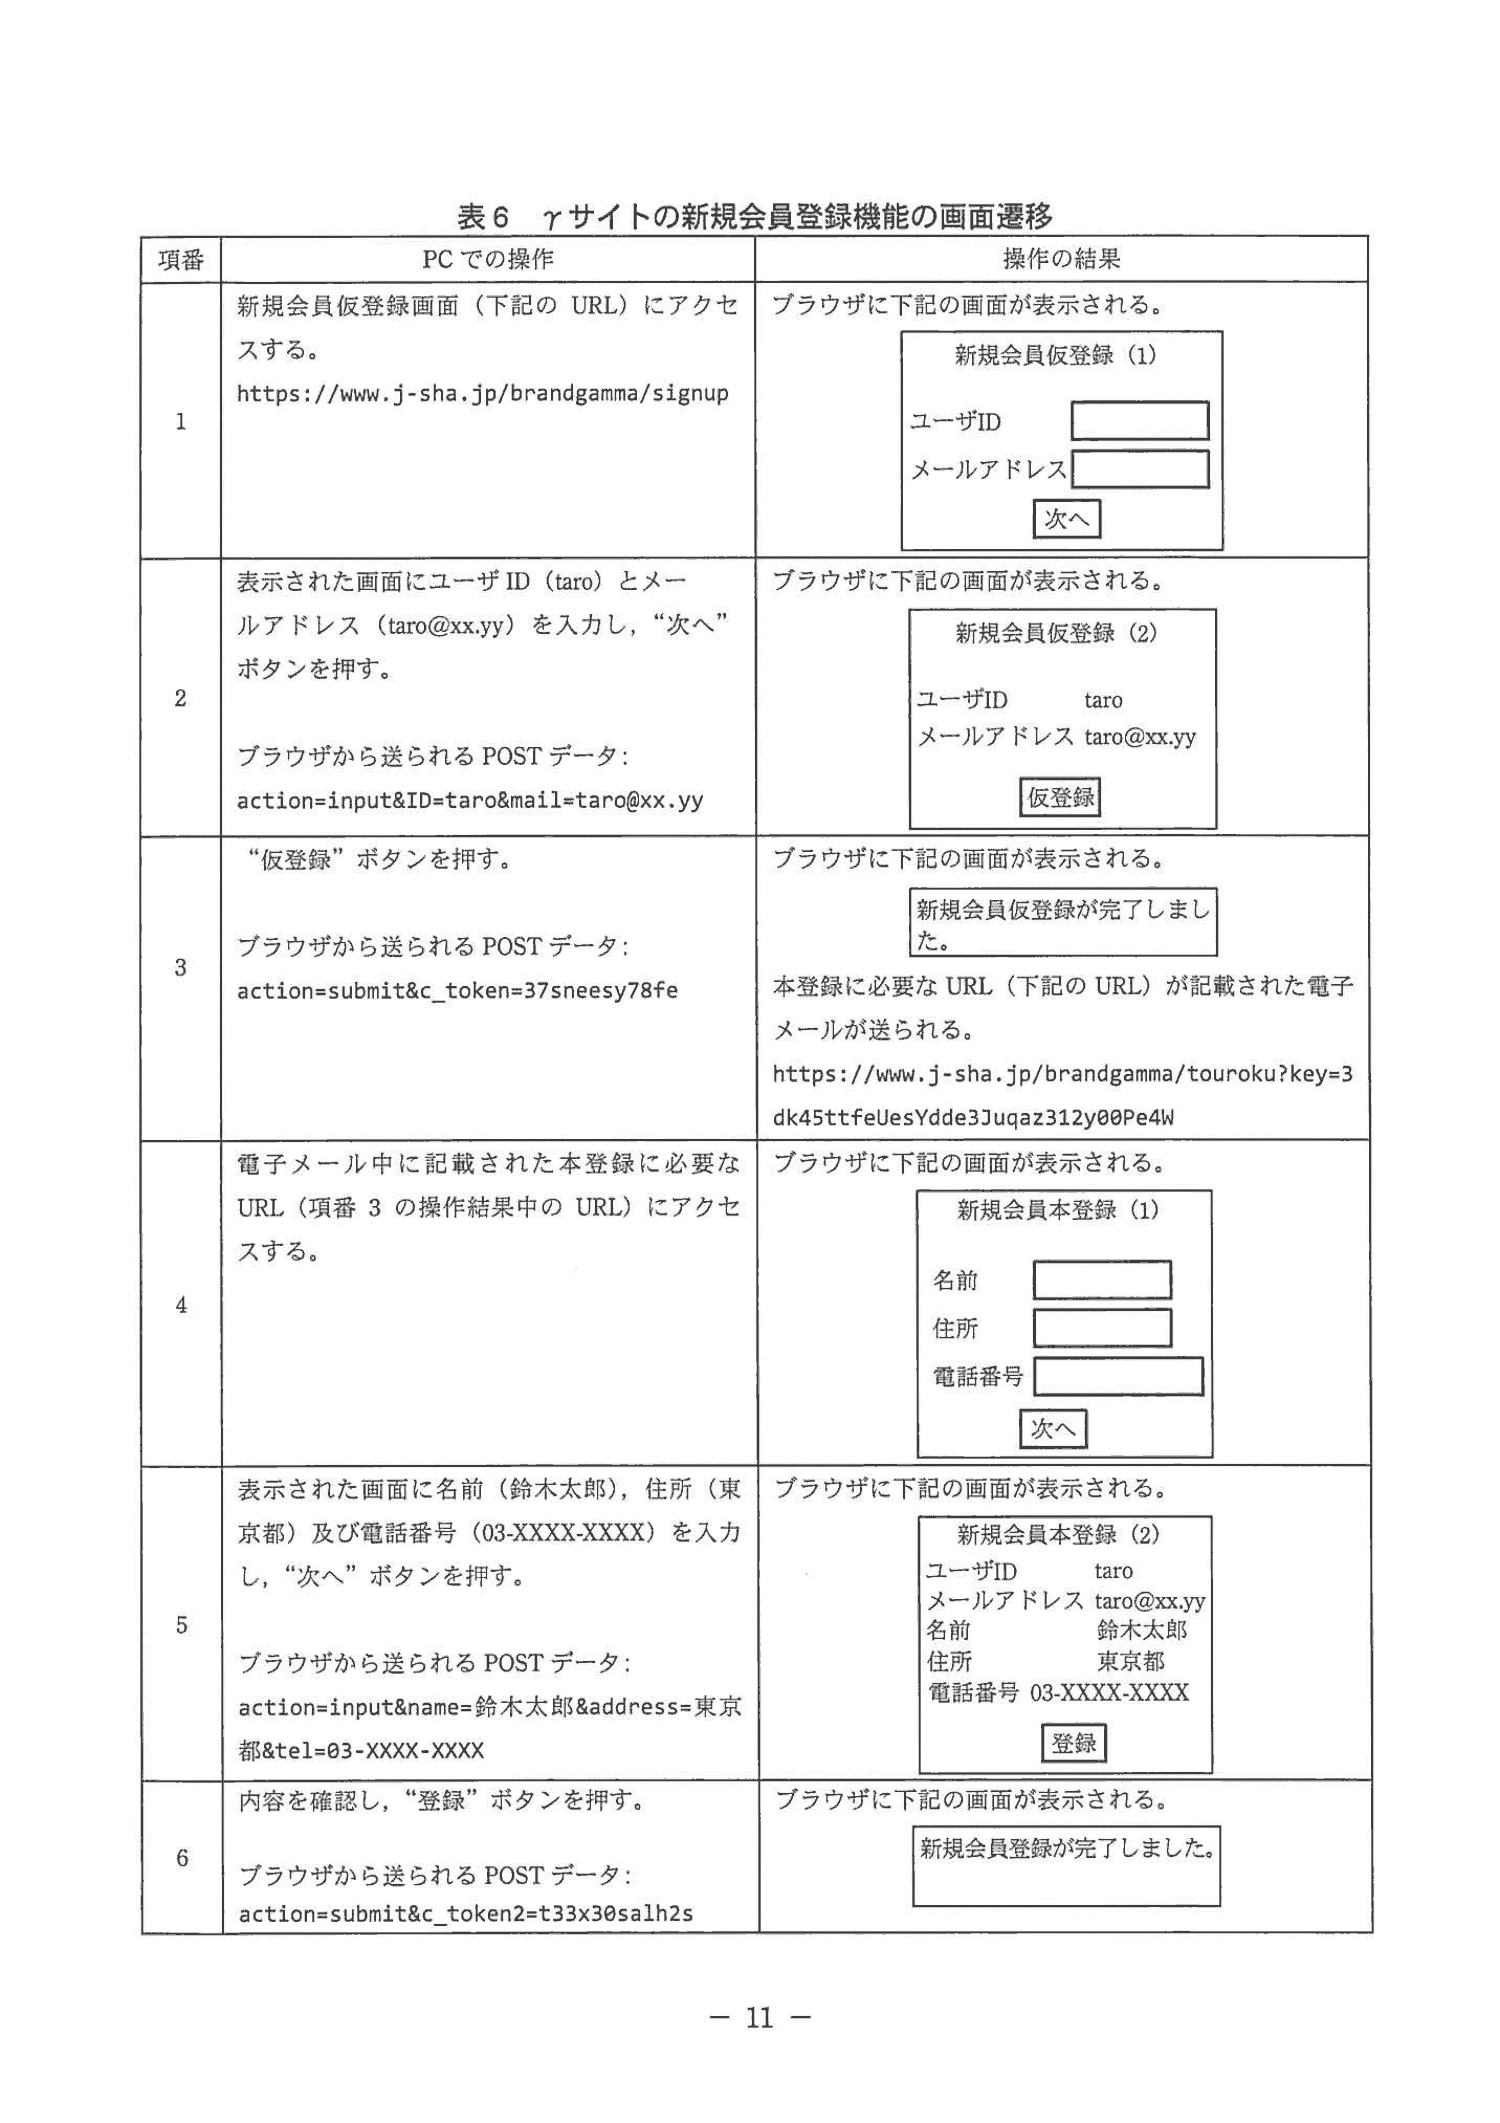 表6　γサイトの新規会員登録機能の画面遷移
項番
PC での操作
操作の結果
1
新規会員仮登録画面（下記の URL）にアクセ
スする。
https://www.j-sha.jp/brandgamma/signup
ブラウザに下記の画面が表示される。
新規会員仮登録（1）
ユーザID
メールアドレス
次へ
2
表示された画面にユーザ ID（taro）とメー
ルアドレス（taro@xx.yy）を入力し，“次へ”
ボタンを押す。
ブラウザから送られる POST データ：
action=input&ID=taro&mail=taro@xx.yy
ブラウザに下記の画面が表示される。
新規会員仮登録（2）
ユーザID taro
メールアドレス taro@xx.yy
仮登録
3
“仮登録”ボタンを押す。
ブラウザから送られる POST データ：
action=submit&c_token=37sneesy78fe
ブラウザに下記の画面が表示される。
新規会員仮登録が完了しまし
た。
本登録に必要な URL（下記の URL）が記載された電子
メールが送られる。
https://www.j-sha.jp/brandgamma/touroku?key=3
dk45ttfeUesYdde3Juqaz312y00Pe4W
4
電子メール中に記載された本登録に必要な
URL（項番 3 の操作結果中の URL）にアクセ
スする。
ブラウザに下記の画面が表示される。
新規会員本登録（1）
名前
住所
電話番号
次へ
5
表示された画面に名前（鈴木太郎），住所（東
京都）及び電話番号（03-XXXX-XXXX）を入力
し，“次へ”ボタンを押す。
ブラウザから送られる POST データ：
action=input&name=鈴木太郎&address=東京
都&tel=03-XXXX-XXXX
ブラウザに下記の画面が表示される。
新規会員本登録（2）
ユーザID taro
メールアドレス taro@xx.yy
名前 鈴木太郎
住所 東京都
電話番号 03-XXXX-XXXX
登録
6
内容を確認し，“登録”ボタンを押す。
ブラウザから送られる POST データ：
action=submit&c_token2=t33x30salh2s
ブラウザに下記の画面が表示される。
新規会員登録が完了しました。
－ 11 －